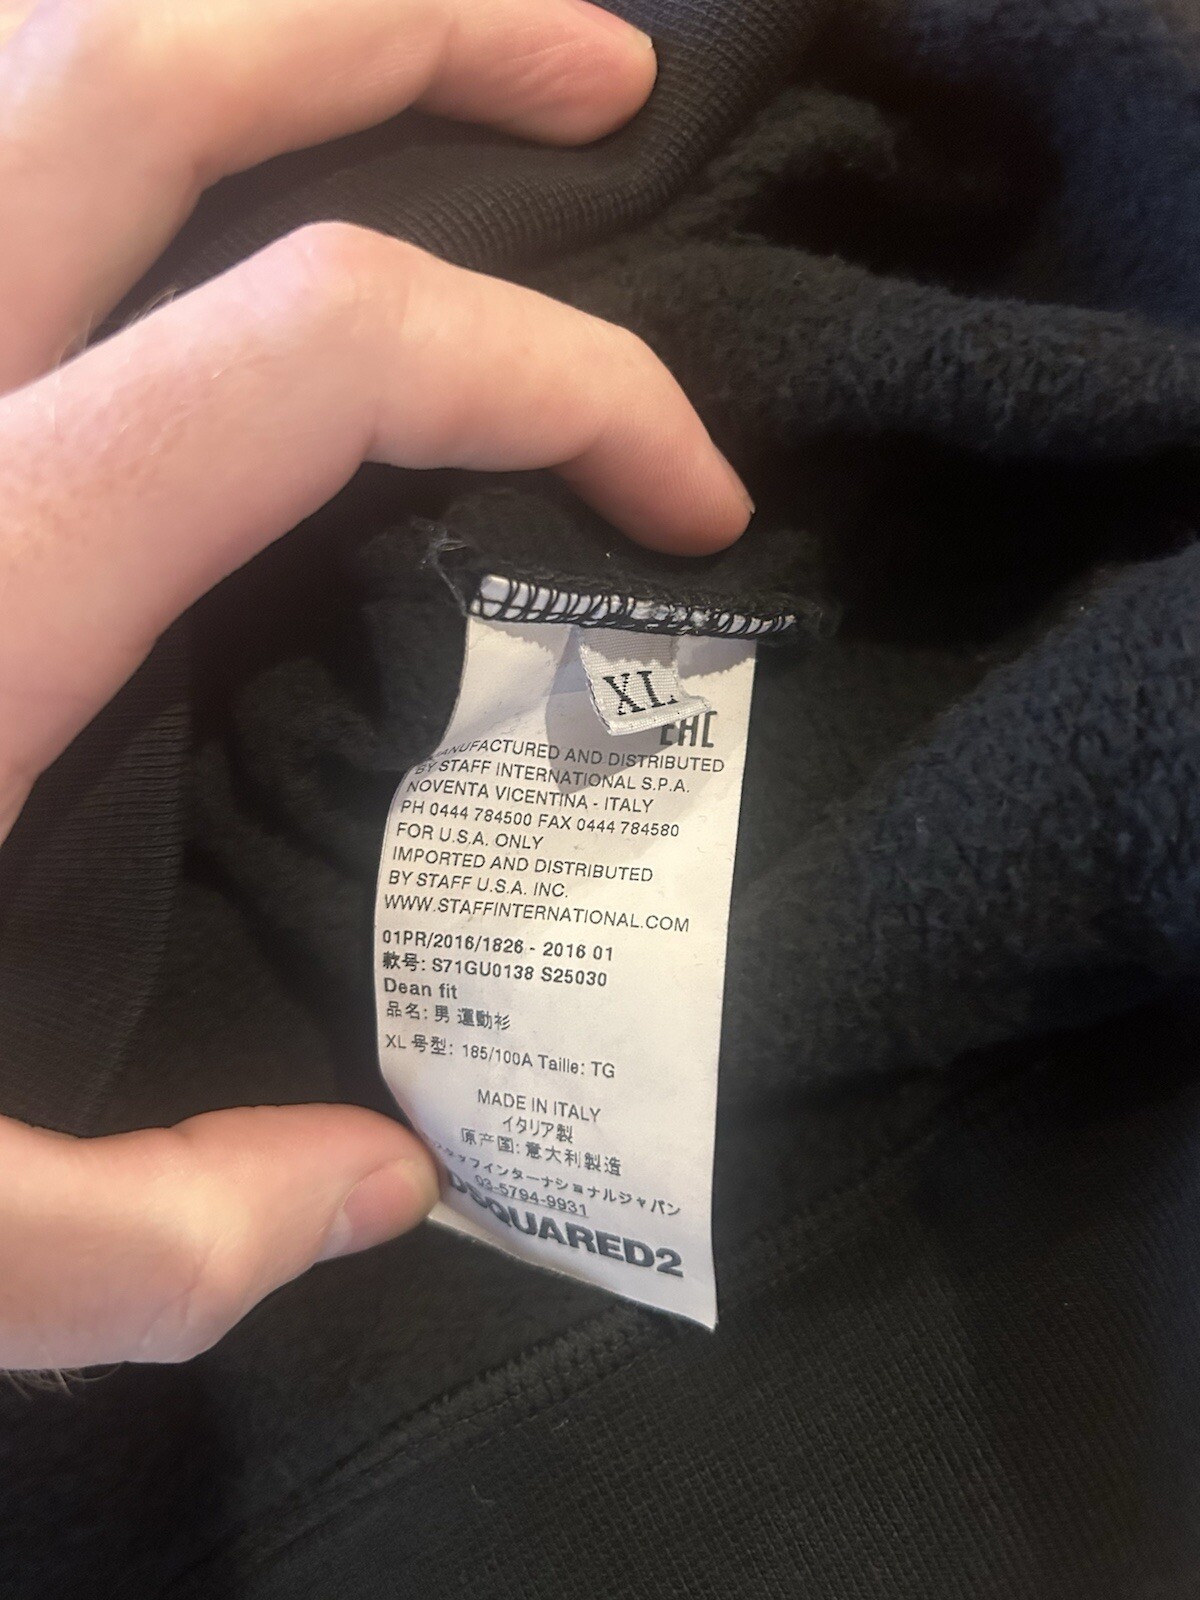 XL
EAC
MANUFACTURED AND DISTRIBUTED
BY STAFF INTERNATIONAL S.P.A.
NOVENTA VICENTINA - ITALY
PH 0444 784500 FAX 0444 784580
FOR U.S.A. ONLY
IMPORTED AND DISTRIBUTED
BY STAFF U.S.A. INC.
WWW.STAFFINTERNATIONAL.COM
01PR/2016/1826 - 2016 01
款号: S71GU0138 S25030
Dean fit
品名: 男 運動衫
XL 号型: 185/100A Taille: TG
MADE IN ITALY
イタリア製
原产国: 意大利製造
スタッフインターナショナルジャパン
03-5794-9931
DSQUARED2